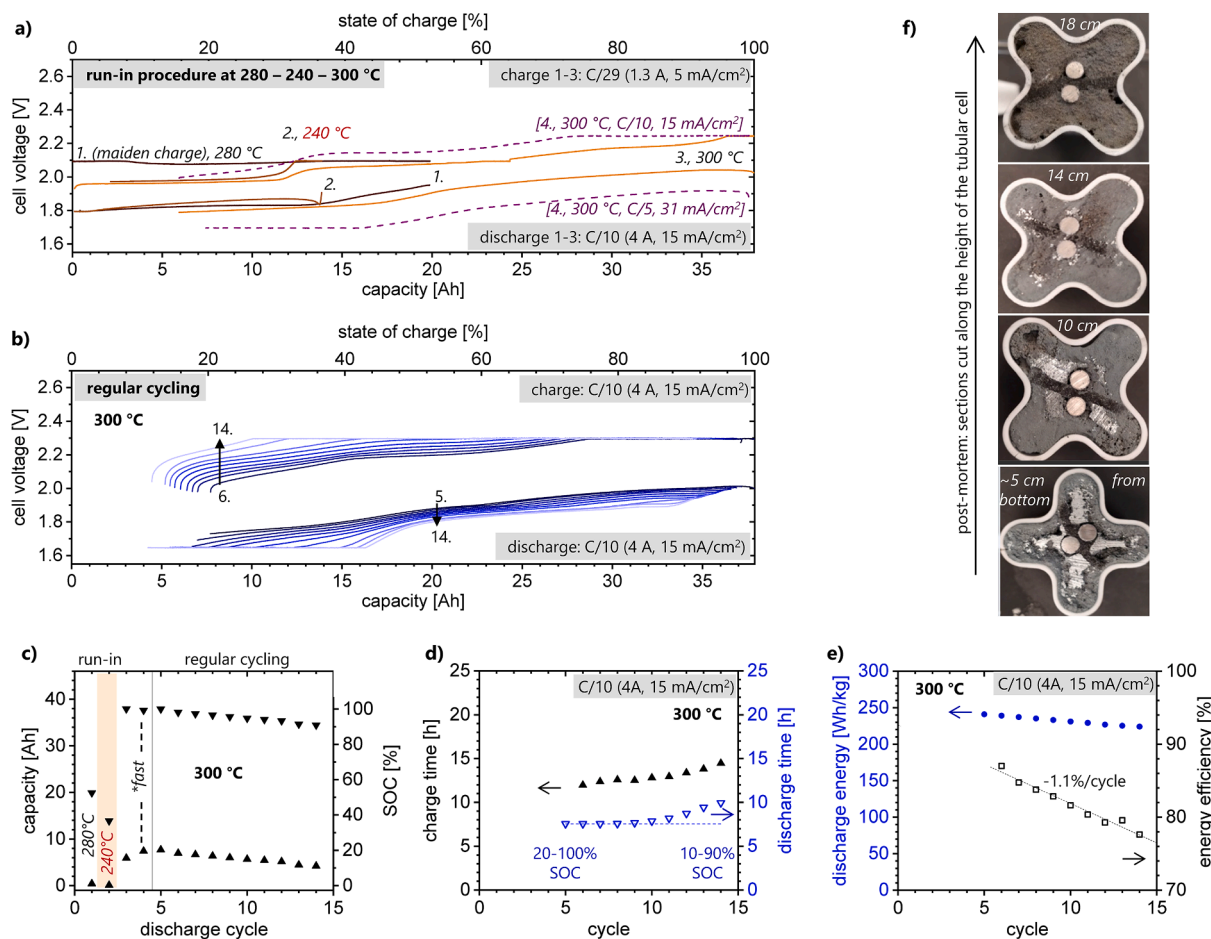 a)
state of charge [%]
0 20 40 60 80 100
run-in procedure at 280 – 240 – 300 °C
charge 1-3: C/29 (1.3 A, 5 mA/cm²)
2.6
2.4
2.2
2.0
1.8
1.6
cell voltage [V]
2., 240 °C
[4., 300 °C, C/10, 15 mA/cm²]
1. (maiden charge), 280 °C
3., 300 °C
2.
1.
[4., 300 °C, C/5, 31 mA/cm²]
discharge 1-3: C/10 (4 A, 15 mA/cm²)
0 5 10 15 20 25 30 35
capacity [Ah]
b)
state of charge [%]
0 20 40 60 80 100
regular cycling
charge: C/10 (4 A, 15 mA/cm²)
300 °C
2.6
2.4
2.2
2.0
1.8
1.6
cell voltage [V]
14.
6.
5.
14.
discharge: C/10 (4 A, 15 mA/cm²)
0 5 10 15 20 25 30 35
capacity [Ah]
c)
run-in
regular cycling
40
30
20
10
0
capacity [Ah]
280°C
240°C
*fast
300 °C
100
80
60
40
20
0
SOC [%]
0 5 10 15
discharge cycle
d)
C/10 (4A, 15 mA/cm²)
300 °C
25
20
15
10
5
0
charge time [h]
20-100%
SOC
10-90%
SOC
25
20
15
10
5
0
discharge time [h]
0 5 10 15
cycle
e)
300 °C
C/10 (4A, 15 mA/cm²)
300
250
200
150
100
50
0
discharge energy [Wh/kg]
-1.1%/cycle
100
90
80
70
energy efficiency [%]
0 5 10 15
cycle
f)
post-mortem: sections cut along the height of the tubular cell
18 cm
14 cm
10 cm
~5 cm from
bottom